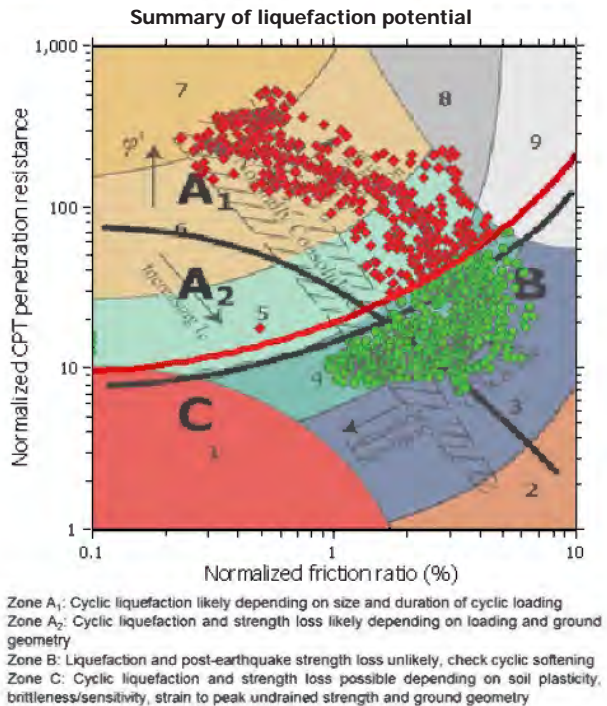 Summary of liquefaction potential
1,000
7
8
9
φ'
A1
Normally Consolidated
100
6
A2
Increasing
5
B
10
4
C
1
3
2
1
0.1
1
10
Normalized CPT penetration resistance
Normalized friction ratio (%)
Zone A1: Cyclic liquefaction likely depending on size and duration of cyclic loading
Zone A2: Cyclic liquefaction and strength loss likely depending on loading and ground
geometry
Zone B: Liquefaction and post-earthquake strength loss unlikely, check cyclic softening
Zone C: Cyclic liquefaction and strength loss possible depending on soil plasticity,
brittleness/sensitivity, strain to peak undrained strength and ground geometry